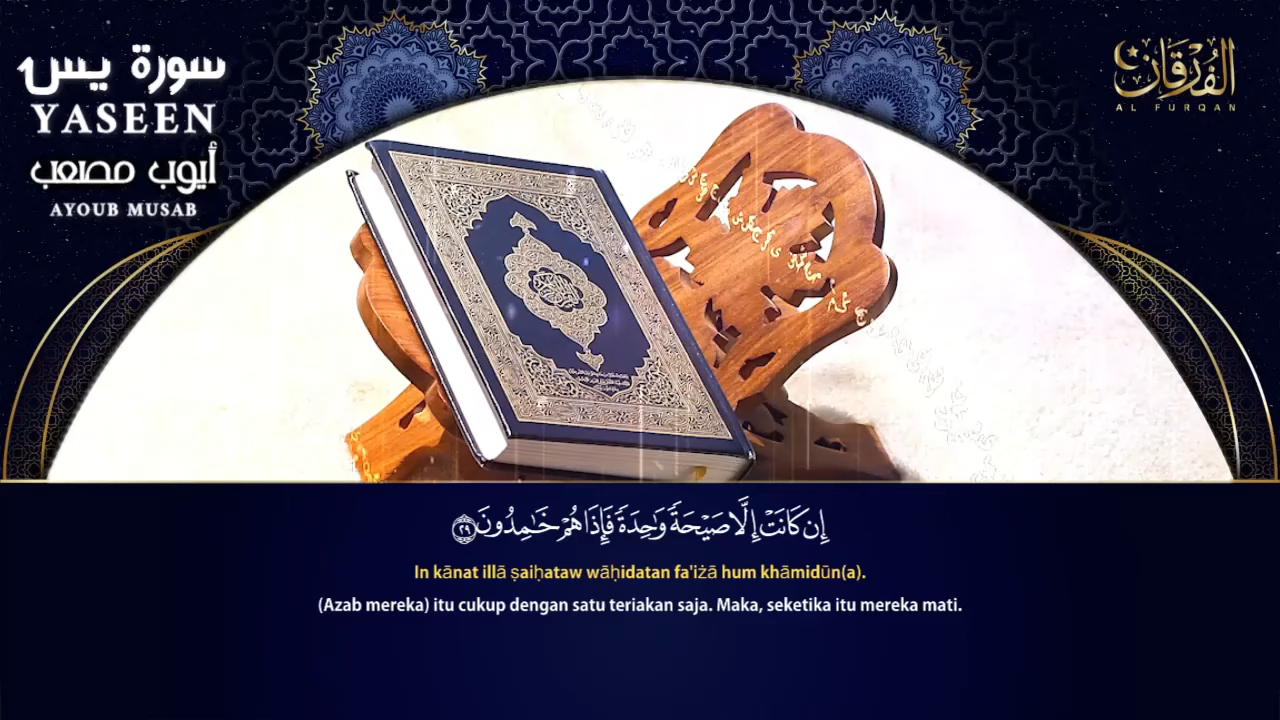 سورة يس
YASEEN
أيوب مصعب
AYOUB MUSAB
الفرقان
AL FURQAN
إِن كَانَتْ إِلَّا صَيْحَةً وَٰحِدَةً فَإِذَا هُمْ خَـٰمِدُونَ ٢٩
In kānat illā ṣaiḥataw wāḥidatan fa'iżā hum khāmidūn(a).
(Azab mereka) itu cukup dengan satu teriakan saja. Maka, seketika itu mereka mati.